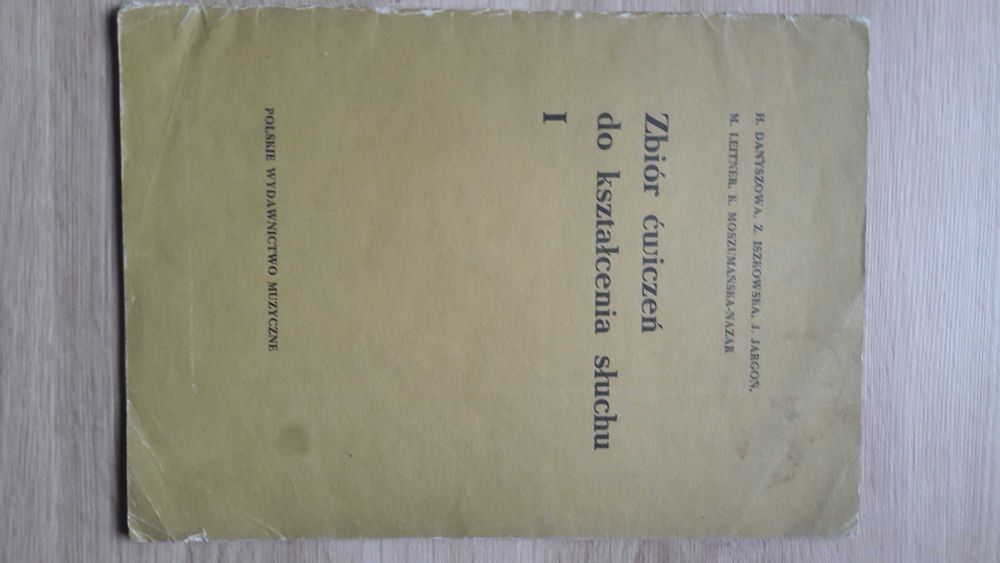 H. DANYSZOWA, Z. ISZKOWSKA, J. JARGOŃ,
M. LEITNER, K. MOSZUMAŃSKA-NAZAR
Zbiór ćwiczeń
do kształcenia słuchu
I
POLSKIE WYDAWNICTWO MUZYCZNE